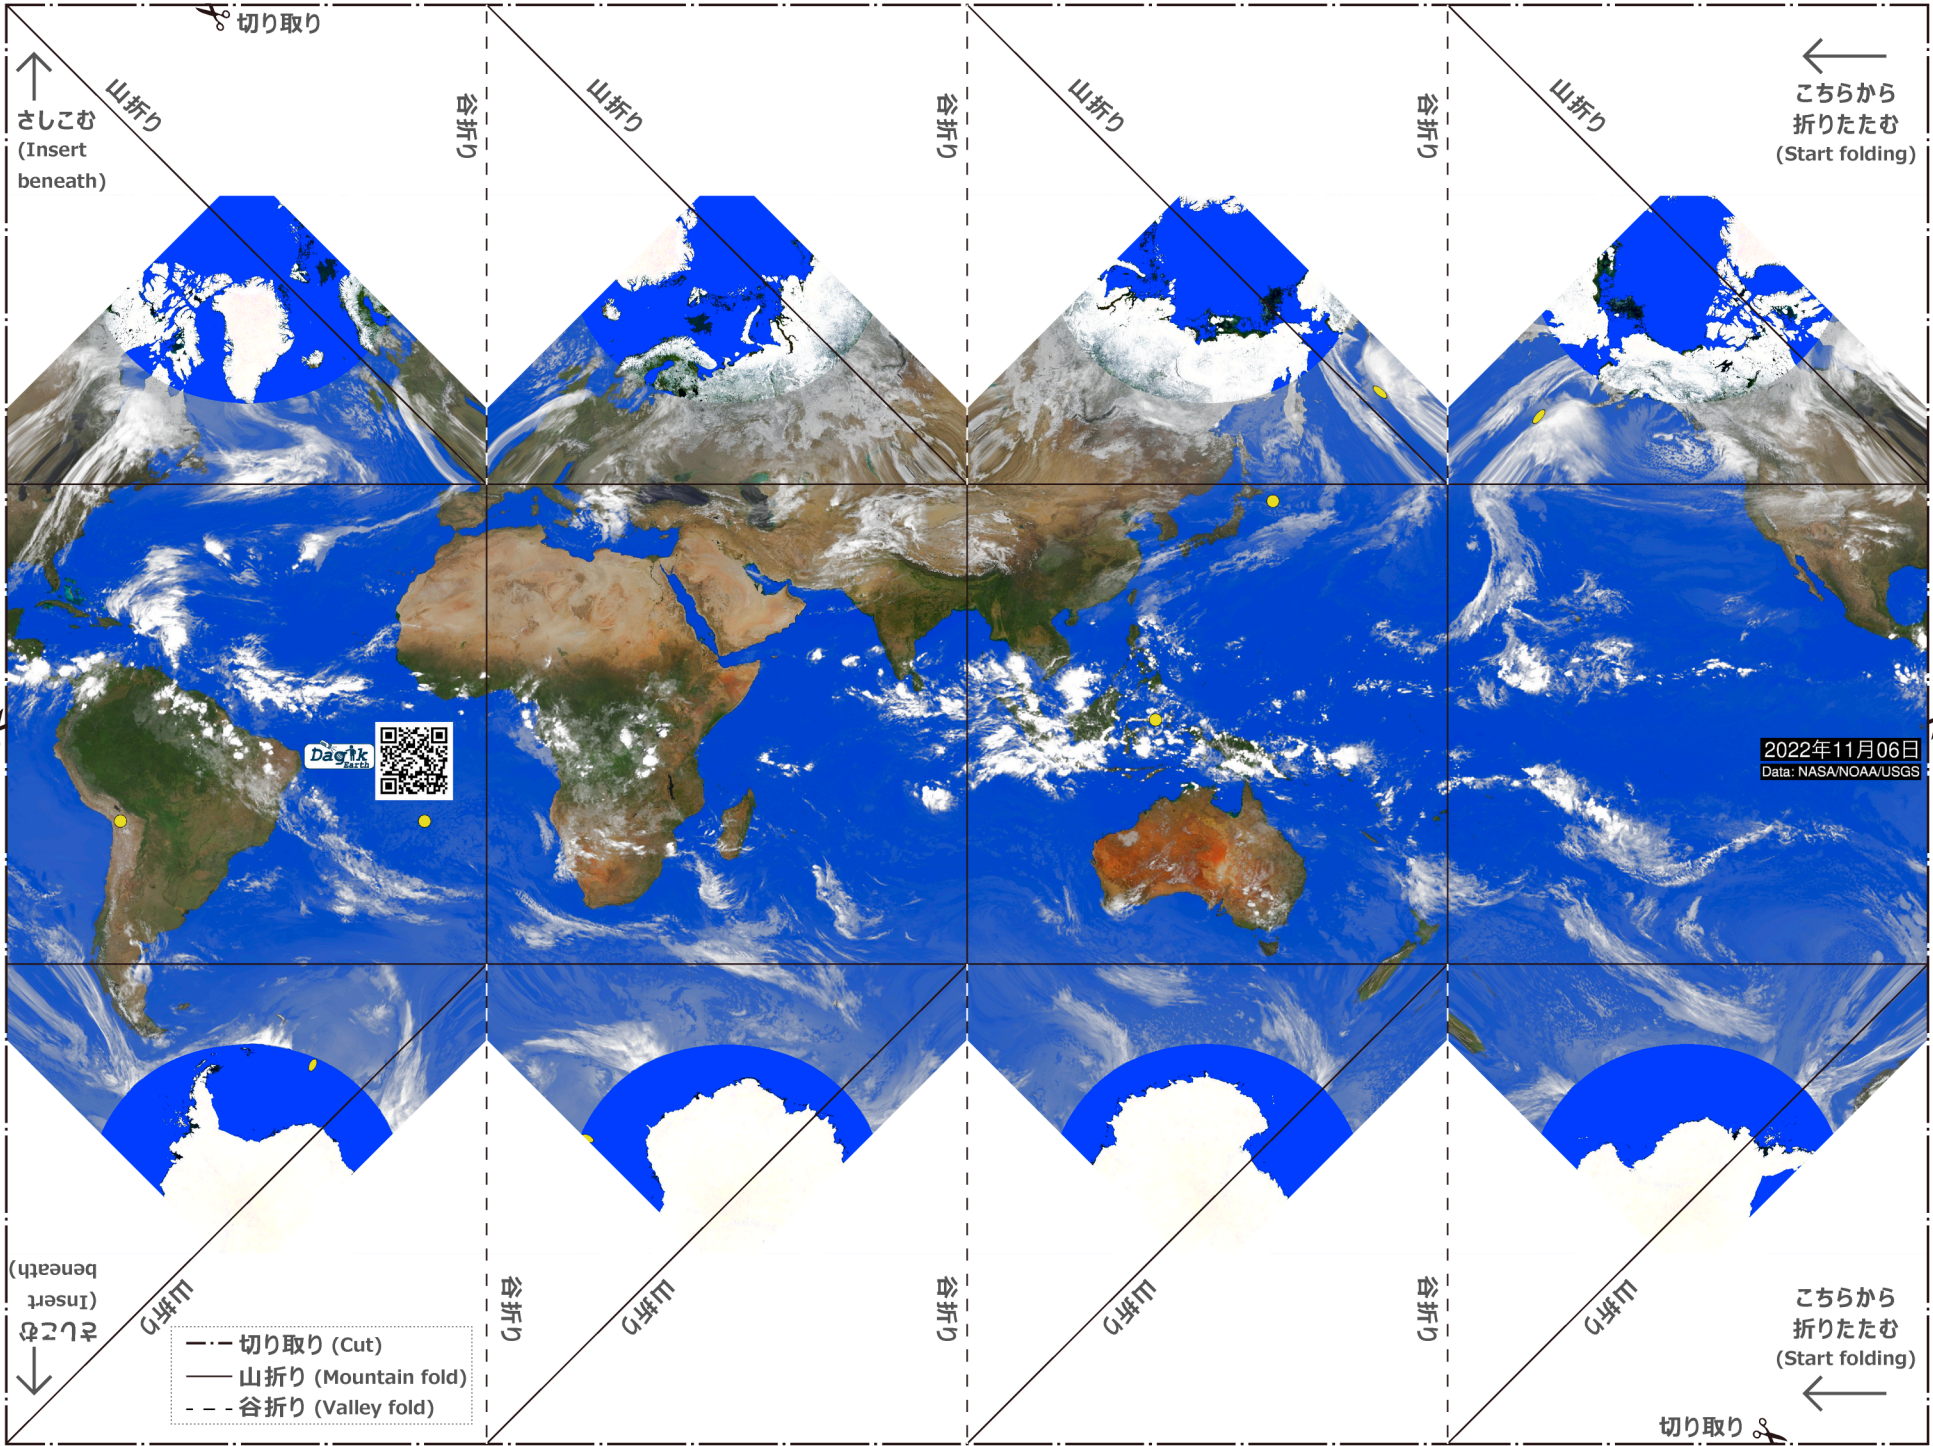 切り取り
山折り
谷折り
山折り
谷折り
山折り
谷折り
山折り
さしこむ
(Insert
beneath)
こちらから
折りたたむ
(Start folding)
Dagik
Earth
2022年11月06日
Data: NASA/NOAA/USGS
さしこむ
(Insert
beneath)
山折り
谷折り
山折り
谷折り
山折り
谷折り
山折り
こちらから
折りたたむ
(Start folding)
切り取り (Cut)
山折り (Mountain fold)
谷折り (Valley fold)
切り取り